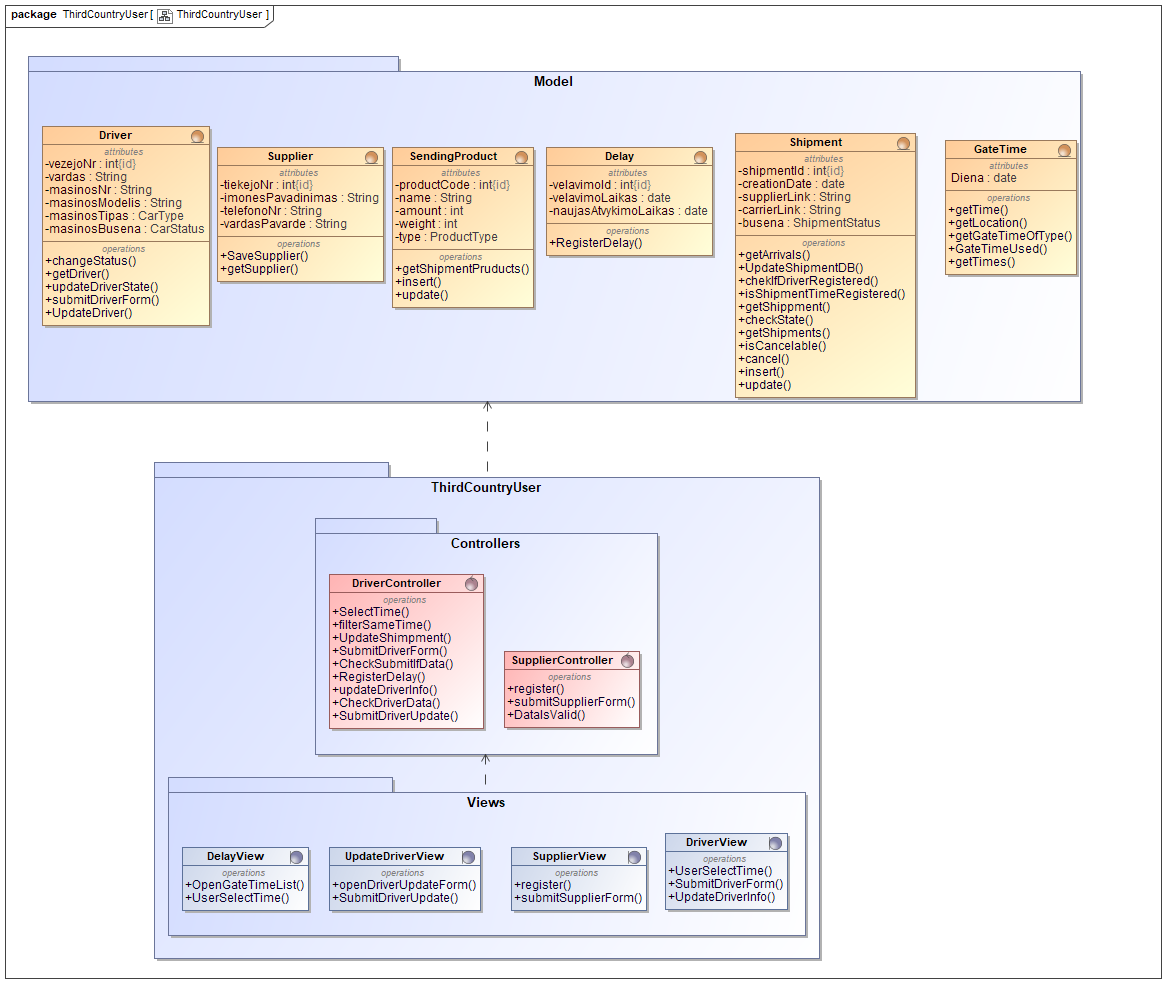 package ThirdCountryUser [ ThirdCountryUser ]
Model
Driver
attributes
-vezejoNr : int{id}
-vardas : String
-masinosNr : String
-masinosModelis : String
-masinosTipas : CarType
-masinosBusena : CarStatus
operations
+changeStatus()
+getDriver()
+updateDriverState()
+submitDriverForm()
+UpdateDriver()
Supplier
attributes
-tiekejoNr : int{id}
-imonesPavadinimas : String
-telefonoNr : String
-vardasPavarde : String
operations
+SaveSupplier()
+getSupplier()
SendingProduct
attributes
-productCode : int{id}
-name : String
-amount : int
-weight : int
-type : ProductType
operations
+getShipmentPruducts()
+insert()
+update()
Delay
attributes
-velavimoId : int{id}
-velavimoLaikas : date
-naujasAtvykimoLaikas : date
operations
+RegisterDelay()
Shipment
attributes
-shipmentId : int{id}
-creationDate : date
-supplierLink : String
-carrierLink : String
-busena : ShipmentStatus
operations
+getArrivals()
+UpdateShipmentDB()
+chekIfDriverRegistered()
+isShipmentTimeRegistered()
+getShippment()
+checkState()
+getShipments()
+isCancelable()
+cancel()
+insert()
+update()
GateTime
attributes
Diena : date
operations
+getTime()
+getLocation()
+getGateTimeOfType()
+GateTimeUsed()
+getTimes()
ThirdCountryUser
Controllers
DriverController
operations
+SelectTime()
+filterSameTime()
+UpdateShimpment()
+SubmitDriverForm()
+CheckSubmitIfData()
+RegisterDelay()
+updateDriverInfo()
+CheckDriverData()
+SubmitDriverUpdate()
SupplierController
operations
+register()
+submitSupplierForm()
+DataIsValid()
Views
DelayView
operations
+OpenGateTimeList()
+UserSelectTime()
UpdateDriverView
operations
+openDriverUpdateForm()
+SubmitDriverUpdate()
SupplierView
operations
+register()
+submitSupplierForm()
DriverView
operations
+UserSelectTime()
+SubmitDriverForm()
+UpdateDriverInfo()